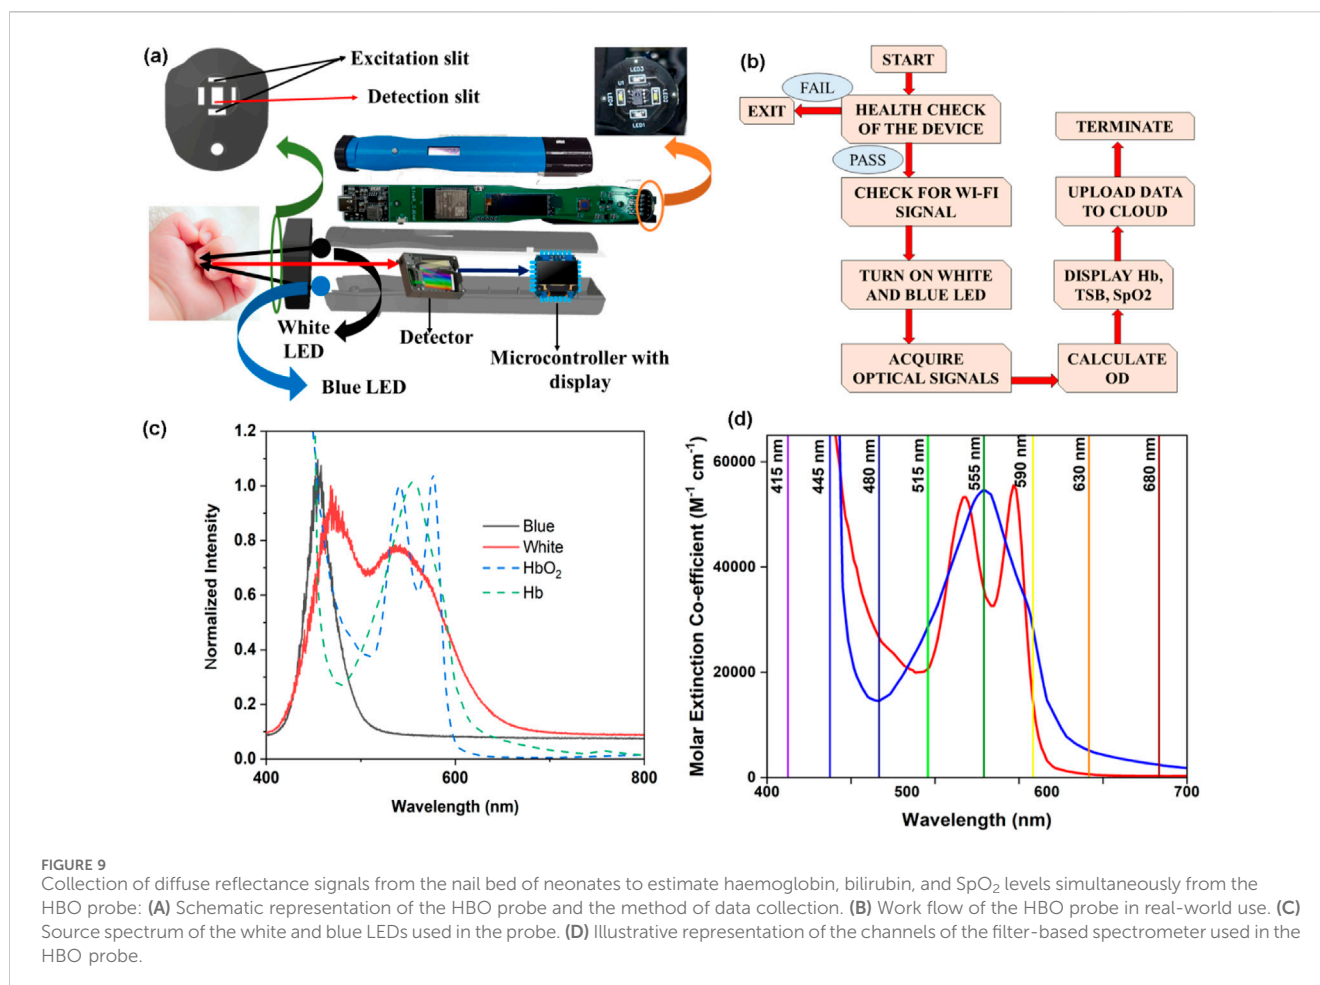 (a)
Excitation slit
Detection slit
LED3
LED4
LED2
LED1
White
LED
Blue LED
Detector
Microcontroller with
display
(b)
START
FAIL
EXIT
HEALTH CHECK
OF THE DEVICE
PASS
CHECK FOR WI-FI
SIGNAL
TURN ON WHITE
AND BLUE LED
ACQUIRE
OPTICAL SIGNALS
CALCULATE
OD
DISPLAY Hb,
TSB, SpO2
UPLOAD DATA
TO CLOUD
TERMINATE
(c)
Normalized Intensity
1.2
1.0
0.8
0.6
0.4
0.2
0.0
Blue
White
HbO₂
Hb
400
600
800
Wavelength (nm)
(d)
Molar Extinction Co-efficient (M⁻¹ cm⁻¹)
60000
40000
20000
0
415 nm
445 nm
480 nm
515 nm
555 nm
590 nm
630 nm
680 nm
400
500
600
700
Wavelength (nm)
FIGURE 9
Collection of diffuse reflectance signals from the nail bed of neonates to estimate haemoglobin, bilirubin, and SpO₂ levels simultaneously from the
HBO probe: (A) Schematic representation of the HBO probe and the method of data collection. (B) Work flow of the HBO probe in real-world use. (C)
Source spectrum of the white and blue LEDs used in the probe. (D) Illustrative representation of the channels of the filter-based spectrometer used in the
HBO probe.